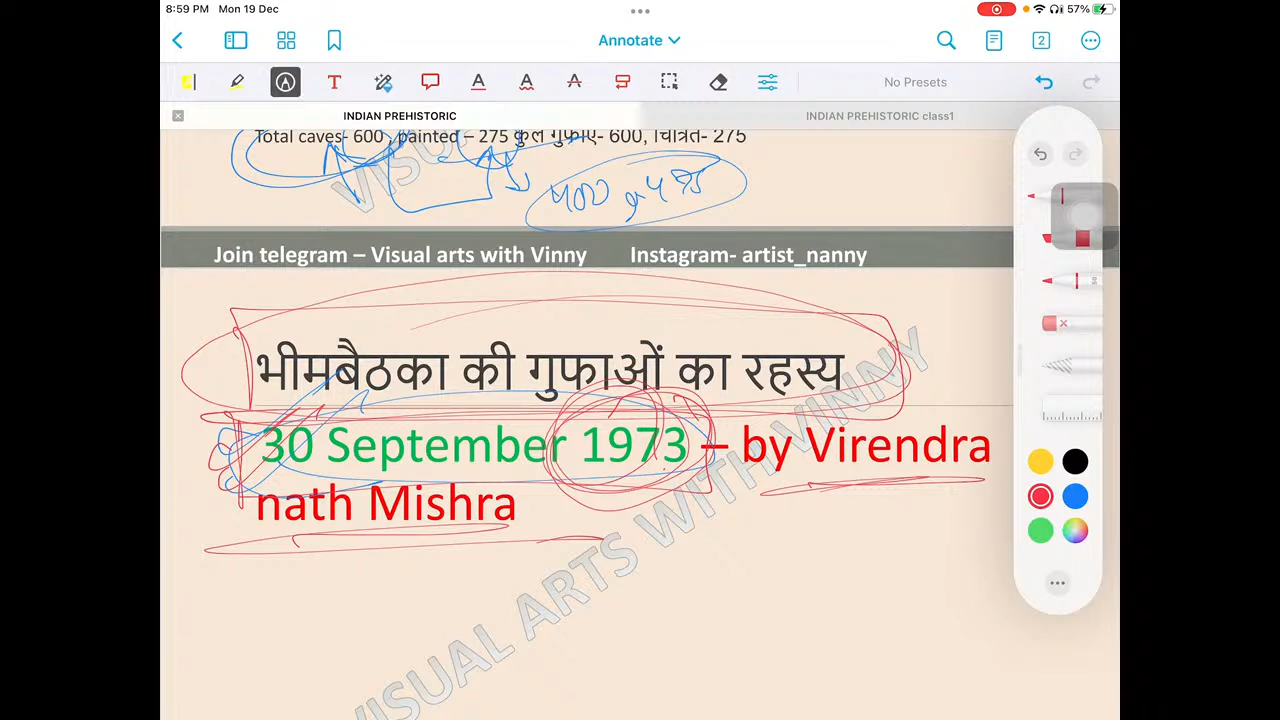 8:59 PM Mon 19 Dec
57%
Annotate
2
No Presets
INDIAN PREHISTORIC
INDIAN PREHISTORIC class1
Total caves- 600 , painted – 275 कुल गुफाए- 600, चित्रित- 275
400
Join telegram – Visual arts with Vinny Instagram- artist_nanny
भीमबैठका की गुफाओं का रहस्य
30 September 1973 – by Virendra
nath Mishra
VISUAL ARTS WITH VINNY